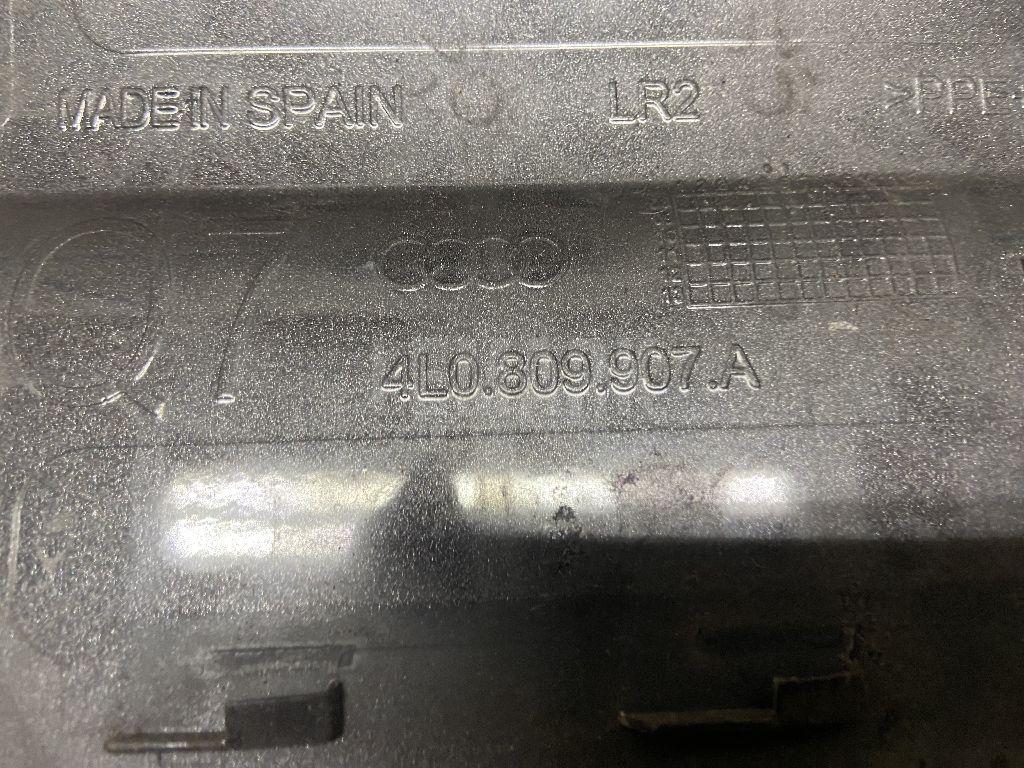 MADE IN SPAIN LR2 >PPE+
Q7
4L0.809.907.A